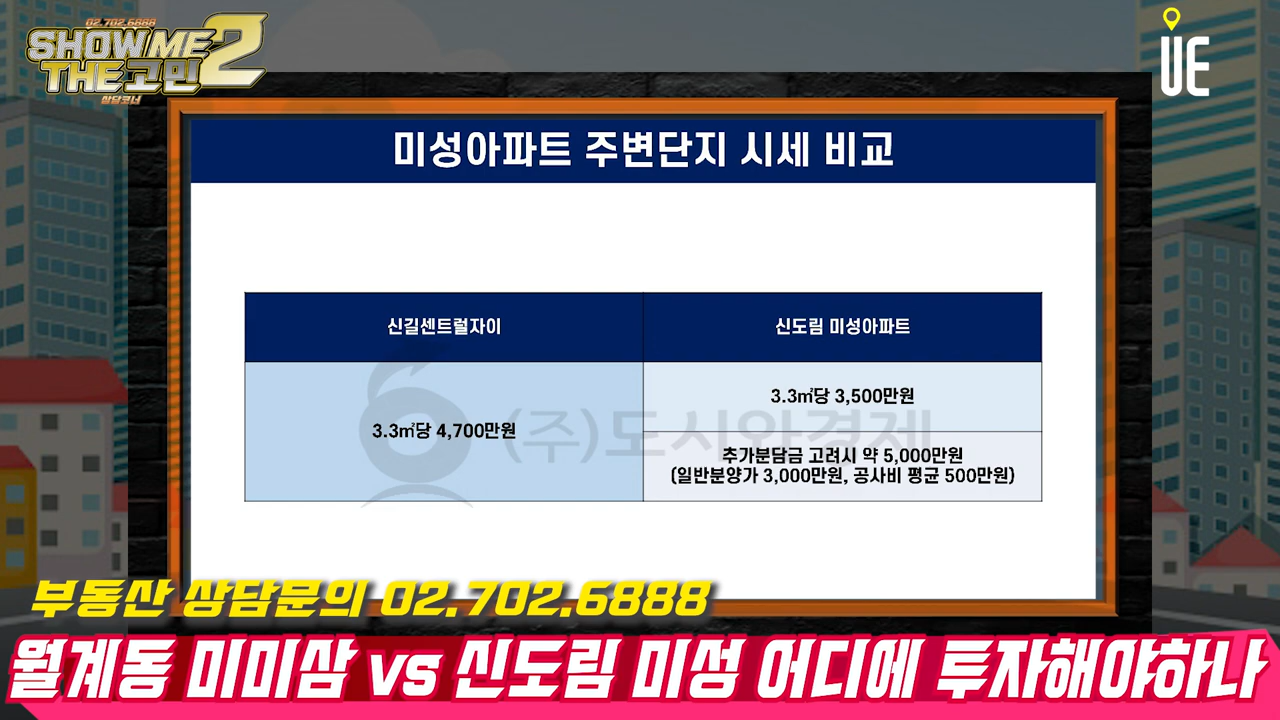 02.702.6888
SHOW ME
THE고민2
상담코너
UE
미성아파트 주변단지 시세 비교
신길센트럴자이
신도림 미성아파트
3.3㎡당 4,700만원
3.3㎡당 3,500만원
추가분담금 고려시 약 5,000만원
(일반분양가 3,000만원, 공사비 평균 500만원)
(주)도시와경제
부동산 상담문의 02.702.6888
월계동 미미삼 vs 신도림 미성 어디에 투자해야하나